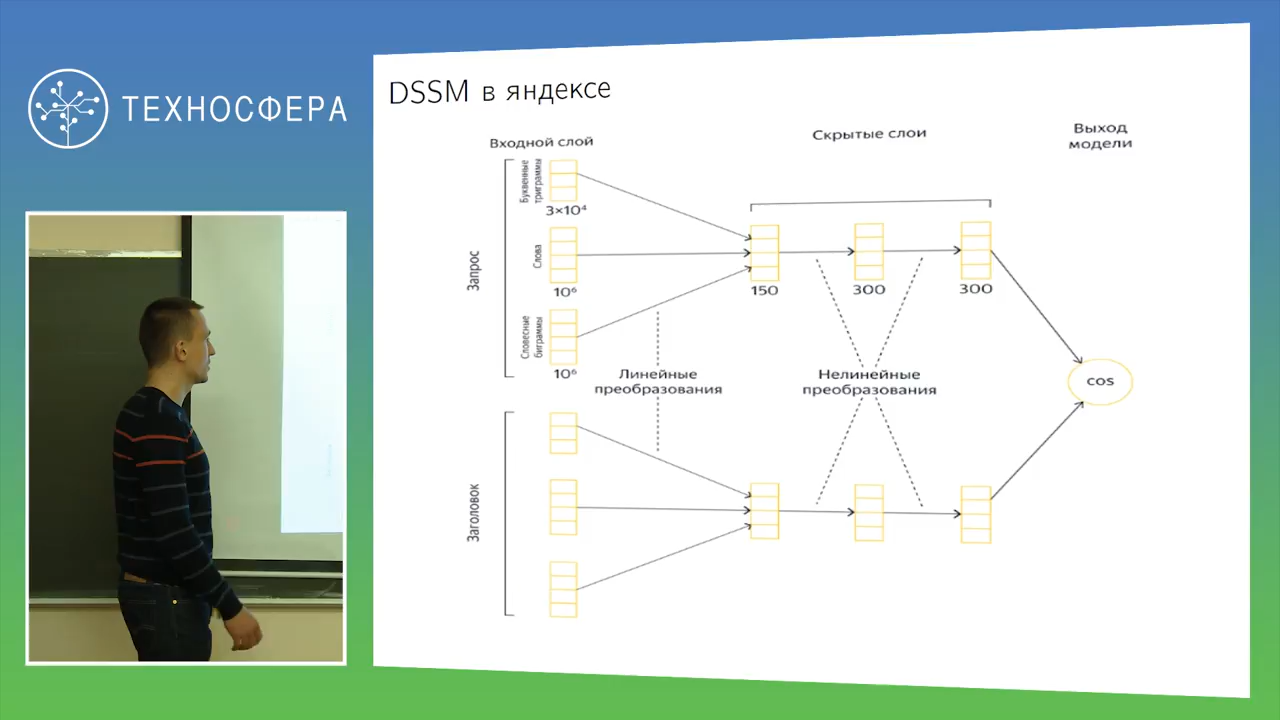 ТЕХНОСФЕРА
DSSM в яндексе
Входной слой
Скрытые слои
Выход
модели
Запрос
Буквенные
триграммы
3×10⁴
Слова
10⁶
Словесные
биграммы
10⁶
150
300
300
Линейные
преобразования
Нелинейные
преобразования
cos
Заголовок